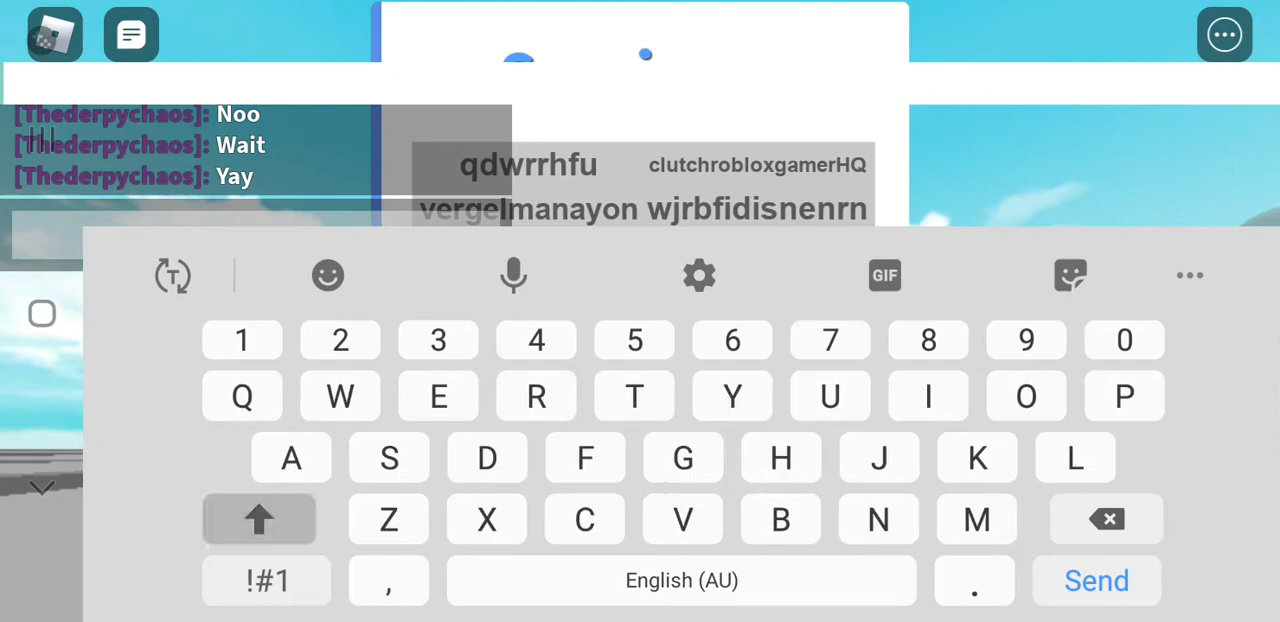 [Thederpychaos]: Noo
[Thederpychaos]: Wait
[Thederpychaos]: Yay
qdwrrhfu clutchrobloxgamerHQ
vergelmanayon wjrbfidisnenrn
T GIF
1 2 3 4 5 6 7 8 9 0
Q W E R T Y U I O P
A S D F G H J K L
Z X C V B N M
!#1 , English (AU) . Send